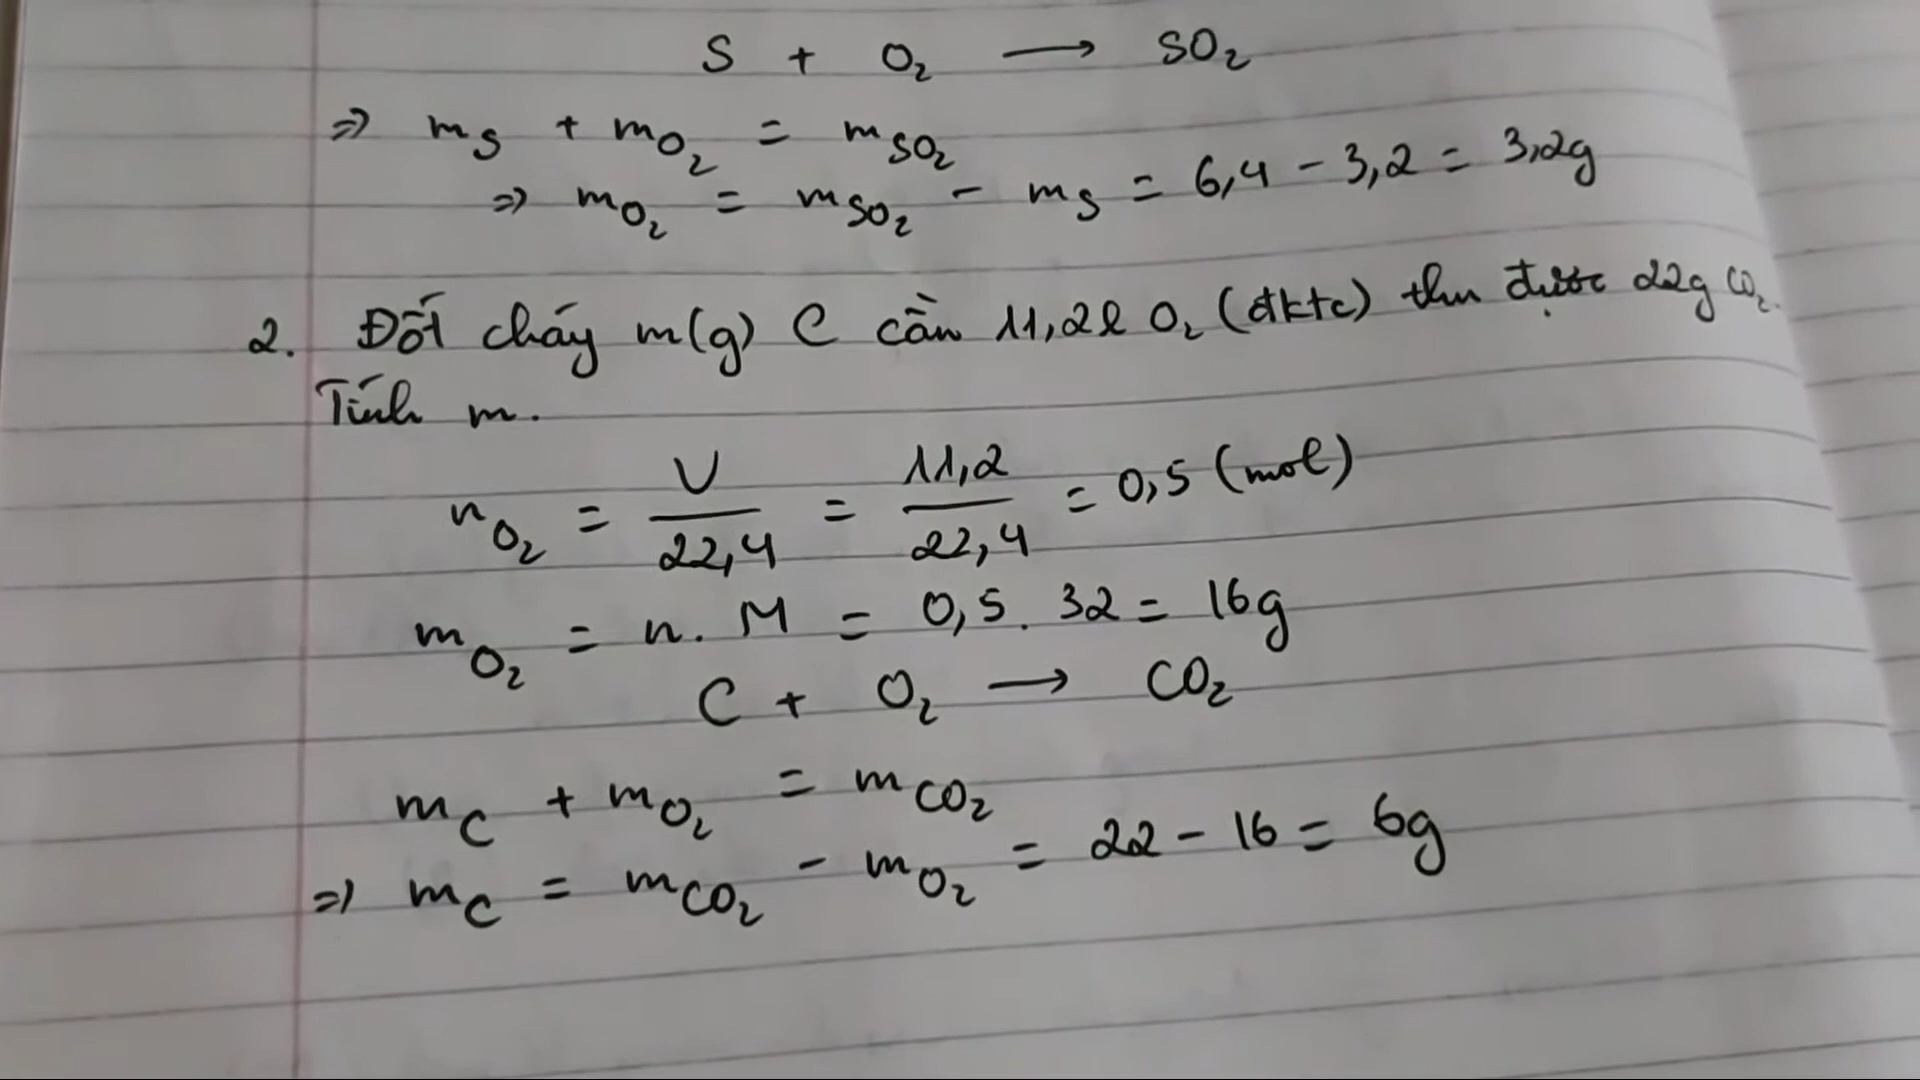 S + O₂ ⟶ SO₂
⇒ mS + mO₂ = mSO₂
⇒ mO₂ = mSO₂ - mS = 6,4 - 3,2 = 3,2g
2. Đốt cháy m(g) C cần 11,2l O₂ (đktc) thu được 22g CO₂.
Tính m.
nO₂ = V/22,4 = 11,2/22,4 = 0,5 (mol)
mO₂ = n . M = 0,5 . 32 = 16g
C + O₂ ⟶ CO₂
mC + mO₂ = mCO₂
⇒ mC = mCO₂ - mO₂ = 22 - 16 = 6g